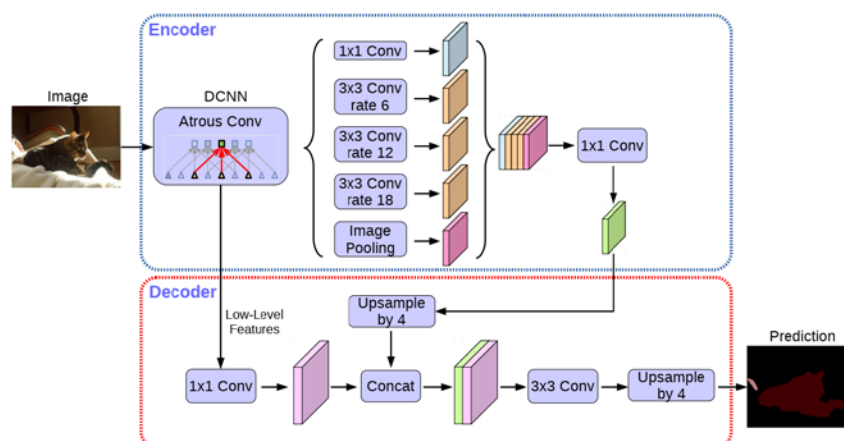 Encoder
Image
DCNN
Atrous Conv
1x1 Conv
3x3 Conv
rate 6
3x3 Conv
rate 12
3x3 Conv
rate 18
Image
Pooling
1x1 Conv
Decoder
Low-Level
Features
Upsample
by 4
1x1 Conv
Concat
3x3 Conv
Upsample
by 4
Prediction